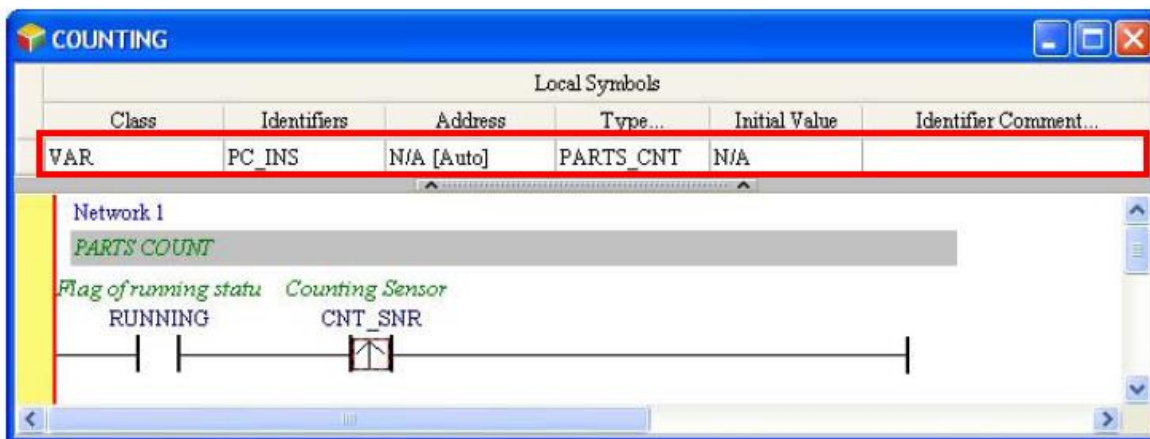 COUNTING
Local Symbols
Class Identifiers Address Type... Initial Value Identifier Comment...
VAR PC_INS N/A [Auto] PARTS_CNT N/A
Network 1
PARTS COUNT
Flag of running statu Counting Sensor
RUNNING CNT_SNR